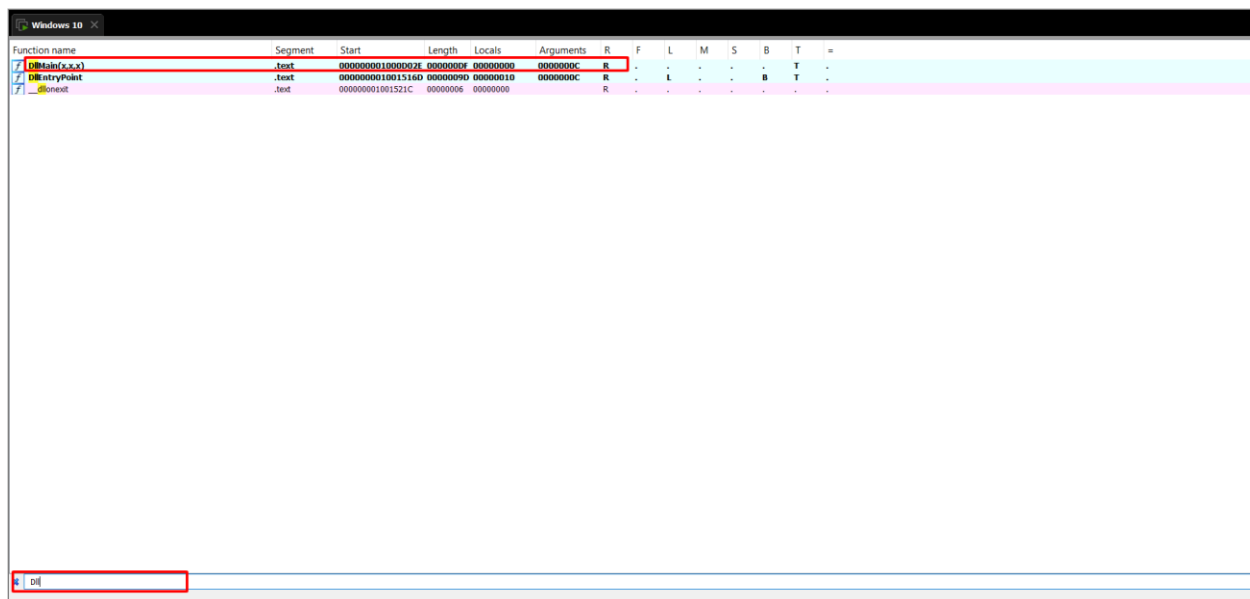 Windows 10 ×
Function name Segment Start Length Locals Arguments R F L M S B T =
f DllMain(x,x,x) .text 000000001000D02E 000000DF 00000000 0000000C R . . . . . T .
f DllEntryPoint .text 000000001001516D 0000009D 00000010 0000000C R . L . . B T .
f __dllonexit .text 000000001001521C 00000006 00000000 R . . . . . . .
Dll